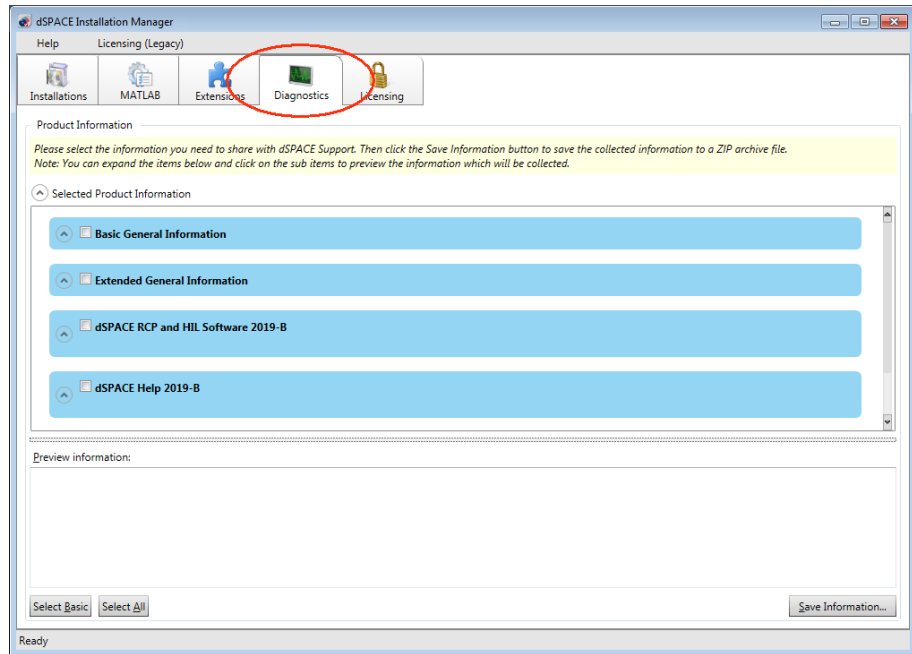 dSPACE Installation Manager
Help Licensing (Legacy)
Installations MATLAB Extensions Diagnostics Licensing
Product Information
Please select the information you need to share with dSPACE Support. Then click the Save Information button to save the collected information to a ZIP archive file.
Note: You can expand the items below and click on the sub items to preview the information which will be collected.
Selected Product Information
Basic General Information
Extended General Information
dSPACE RCP and HIL Software 2019-B
dSPACE Help 2019-B
Preview information:
Select Basic Select All Save Information...
Ready